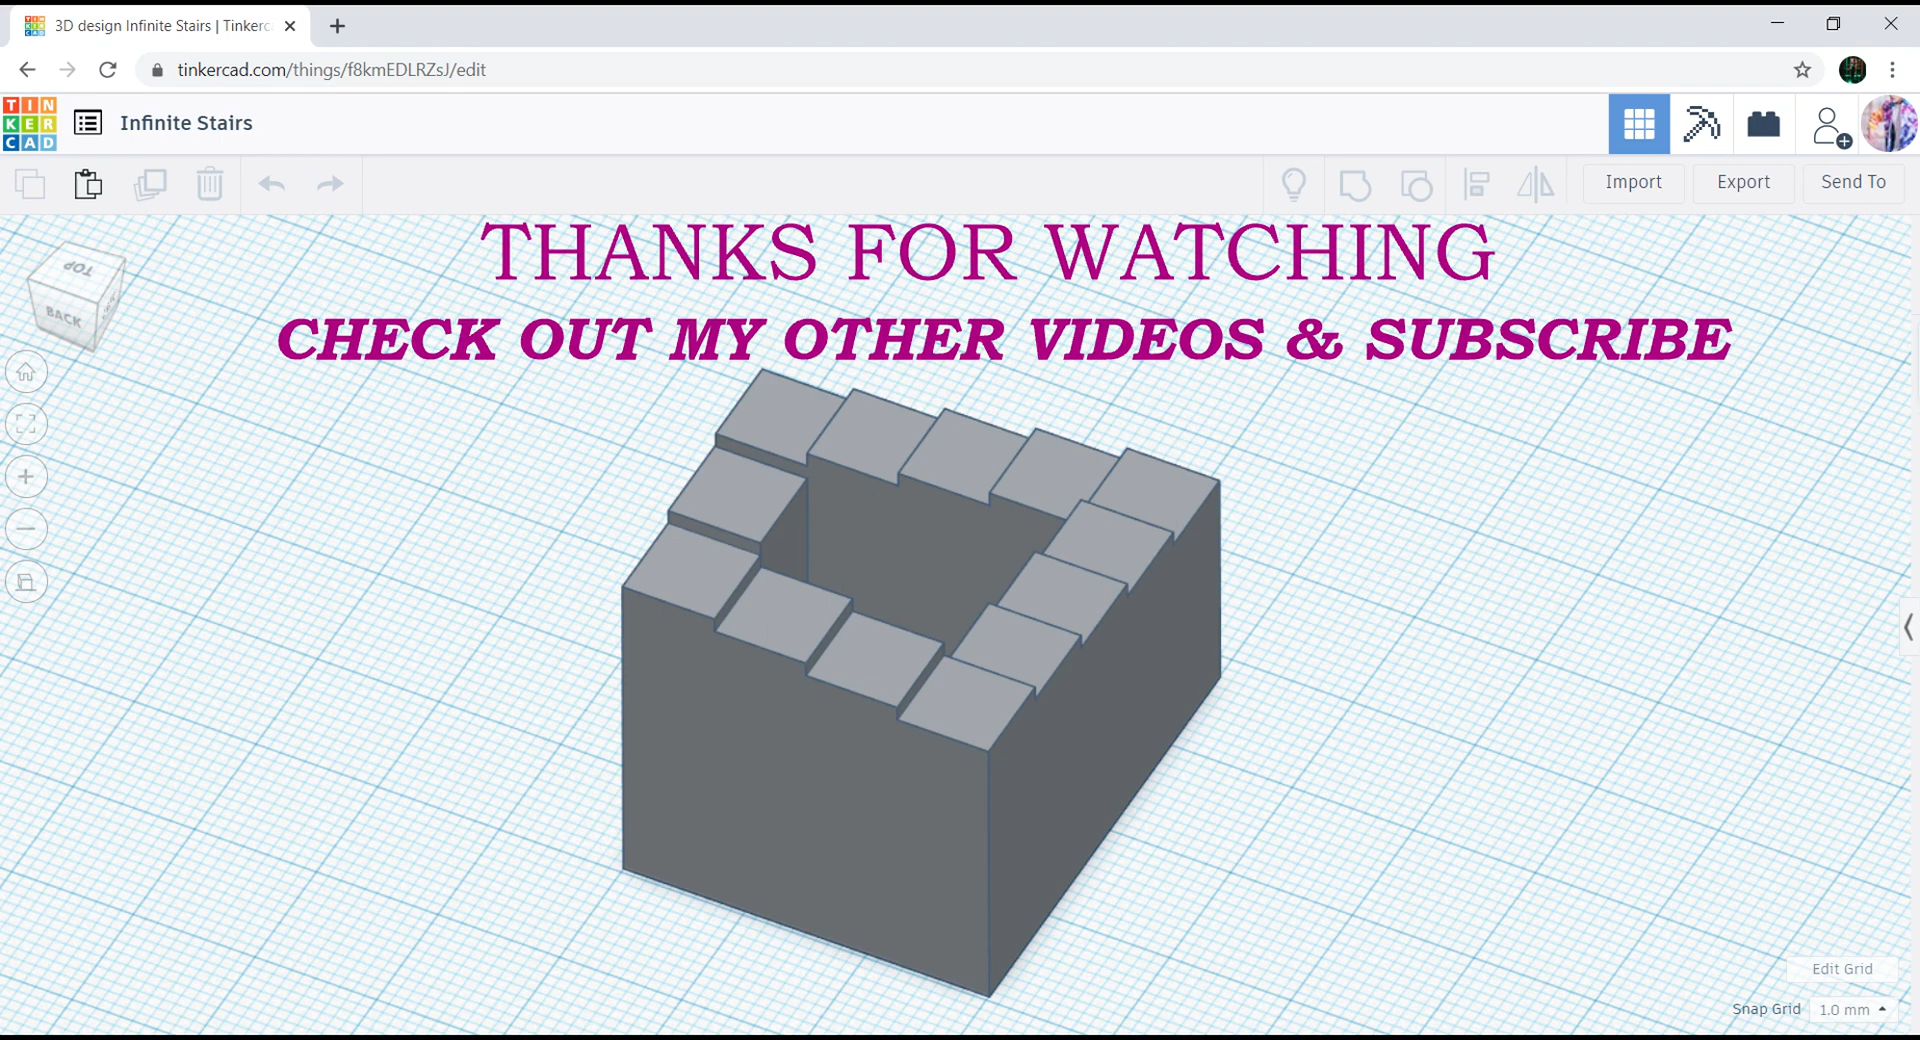 3D design Infinite Stairs | Tinkerc
tinkercad.com/things/f8kmEDLRZsJ/edit
TIN
KER
CAD
Infinite Stairs
Import
Export
Send To
THANKS FOR WATCHING
CHECK OUT MY OTHER VIDEOS & SUBSCRIBE
TOP
BACK
Edit Grid
Snap Grid 1.0 mm